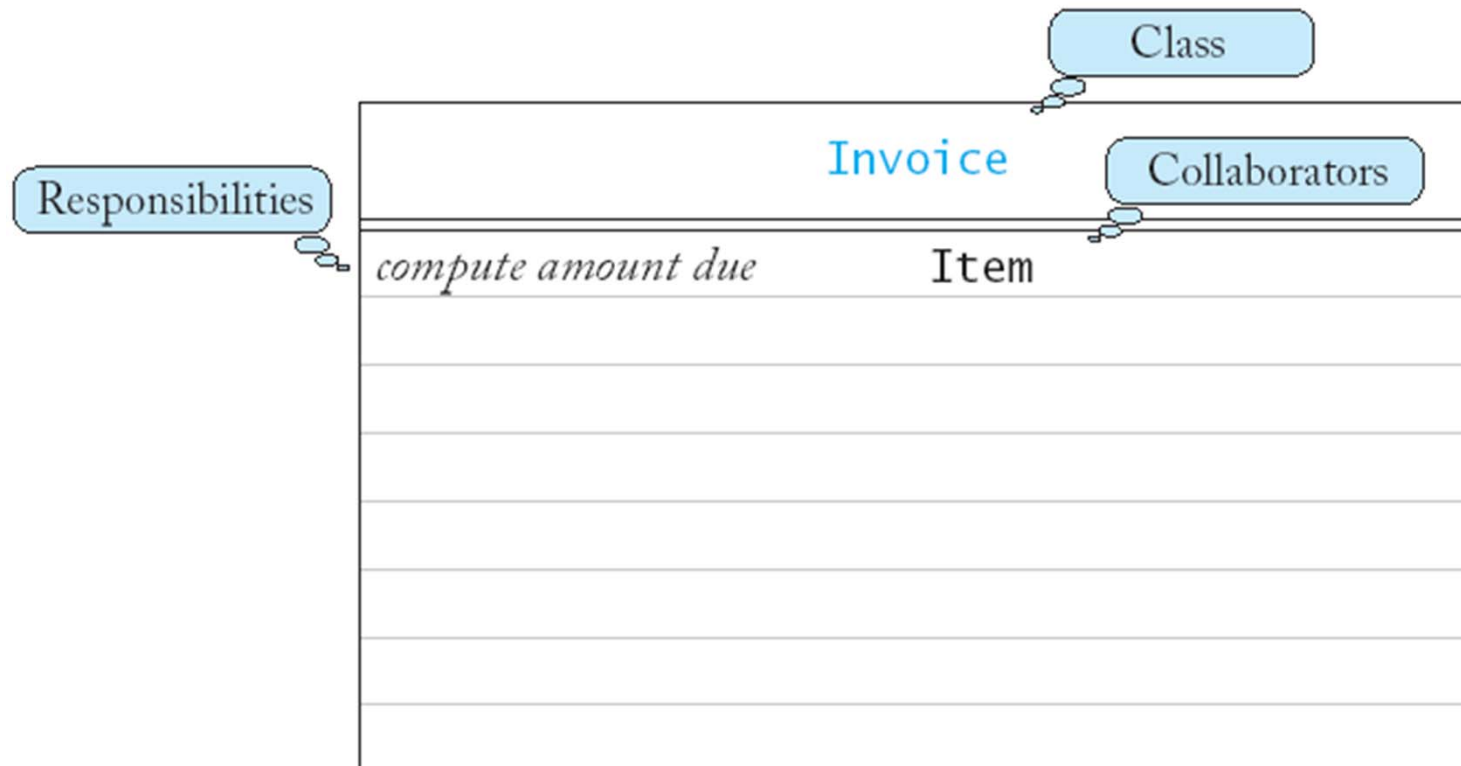 Class
Invoice
Collaborators
Responsibilities
compute amount due Item